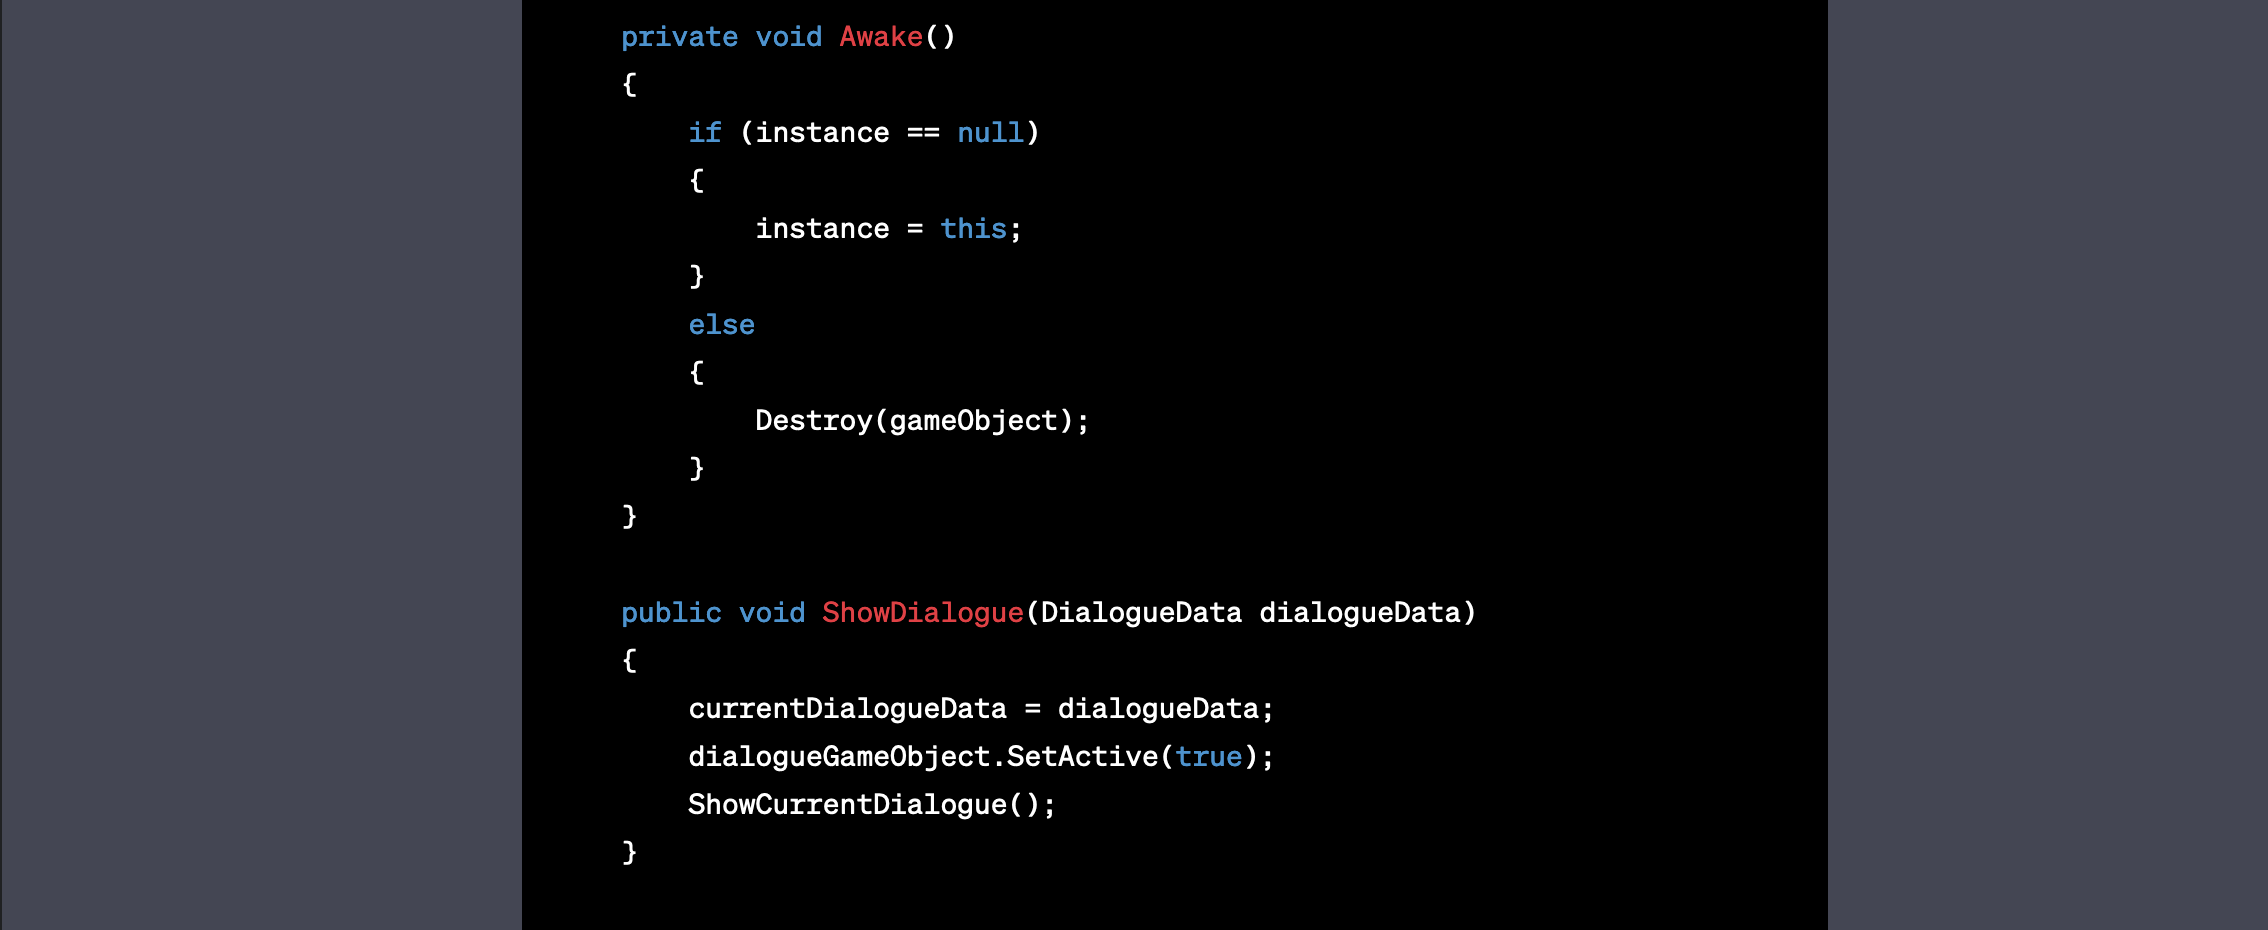 private void Awake()
{
    if (instance == null)
    {
        instance = this;
    }
    else
    {
        Destroy(gameObject);
    }
}

public void ShowDialogue(DialogueData dialogueData)
{
    currentDialogueData = dialogueData;
    dialogueGameObject.SetActive(true);
    ShowCurrentDialogue();
}